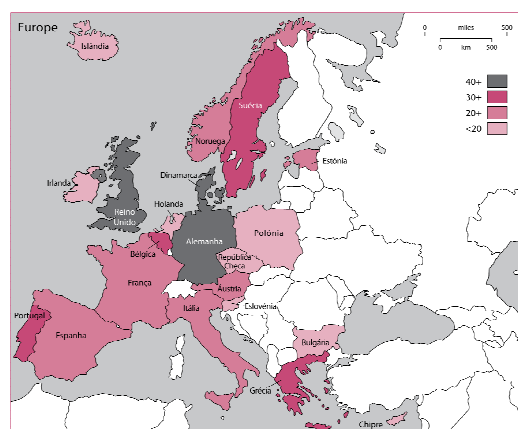 Europe
0 miles 500
0 km 500
Islândia
40+
30+
20+
<20
Suécia
Noruega
Estónia
Dinamarca
Irlanda
Holanda
Reino
Unido
Polónia
Alemanha
Bélgica
República
Checa
França
Áustria
Itália
Eslovénia
Portugal
Espanha
Bulgária
Grécia
Chipre